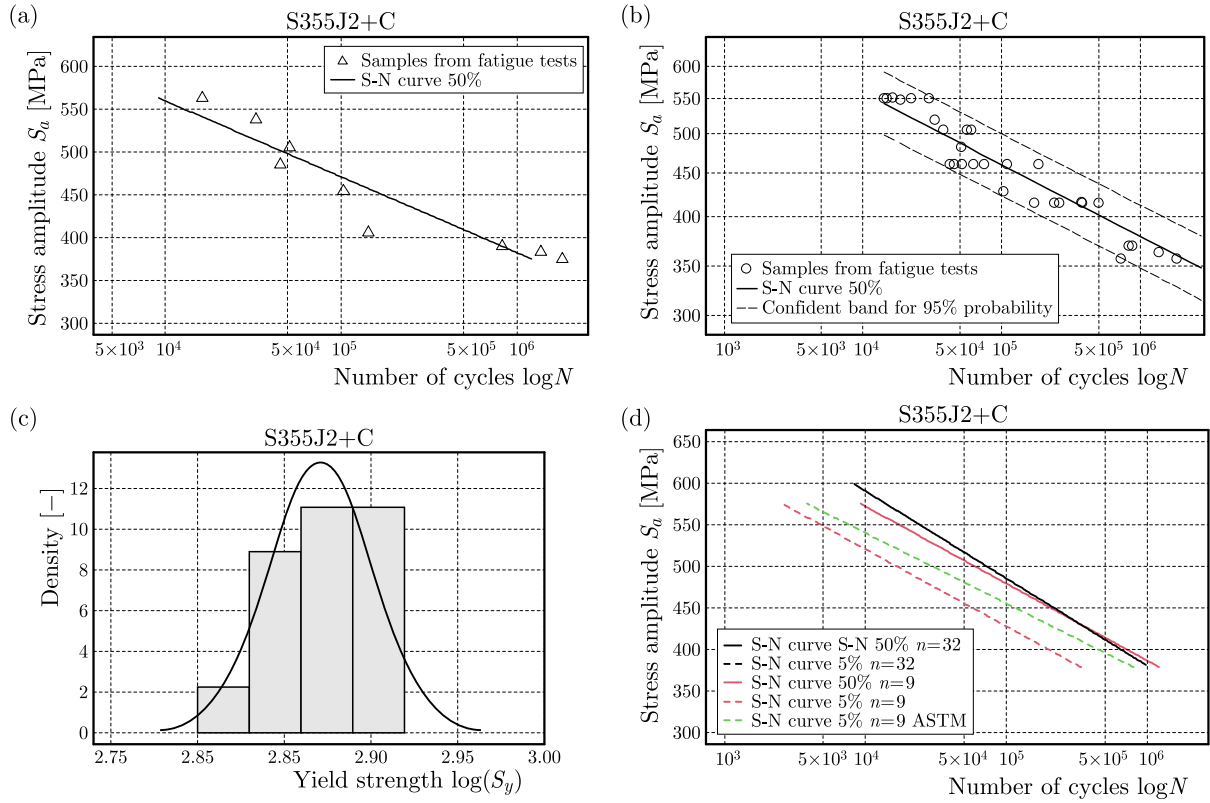 (a)
S355J2+C
Stress amplitude Sₐ [MPa]
600
550
500
450
400
350
300
Samples from fatigue tests
S-N curve 50%
5×10³ 10⁴ 5×10⁴ 10⁵ 5×10⁵ 10⁶
Number of cycles logN
(b)
S355J2+C
Stress amplitude Sₐ [MPa]
600
550
500
450
400
350
300
Samples from fatigue tests
S-N curve 50%
Confident band for 95% probability
10³ 5×10³ 10⁴ 5×10⁴ 10⁵ 5×10⁵ 10⁶
Number of cycles logN
(c)
S355J2+C
Density [−]
12
10
8
6
4
2
0
2.75 2.85 2.85 2.90 2.95 3.00
Yield strength log(S_y)
(d)
S355J2+C
Stress amplitude Sₐ [MPa]
650
600
550
500
450
400
350
300
S-N curve S-N 50% n=32
S-N curve 5% n=32
S-N curve 50% n=9
S-N curve 5% n=9
S-N curve 5% n=9 ASTM
10³ 5×10³ 10⁴ 5×10⁴ 10⁵ 5×10⁵ 10⁶
Number of cycles logN